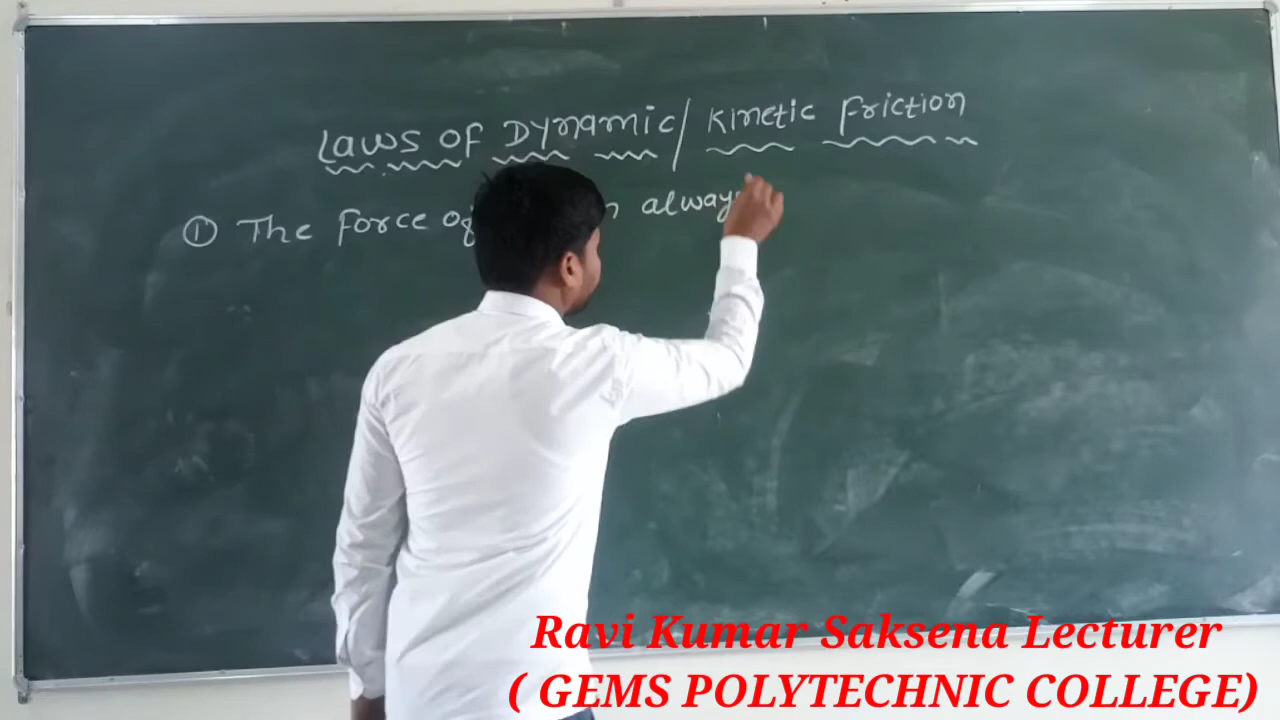 Laws of Dynamic/Kinetic Friction
① The force of always
Ravi Kumar Saksena Lecturer
( GEMS POLYTECHNIC COLLEGE)